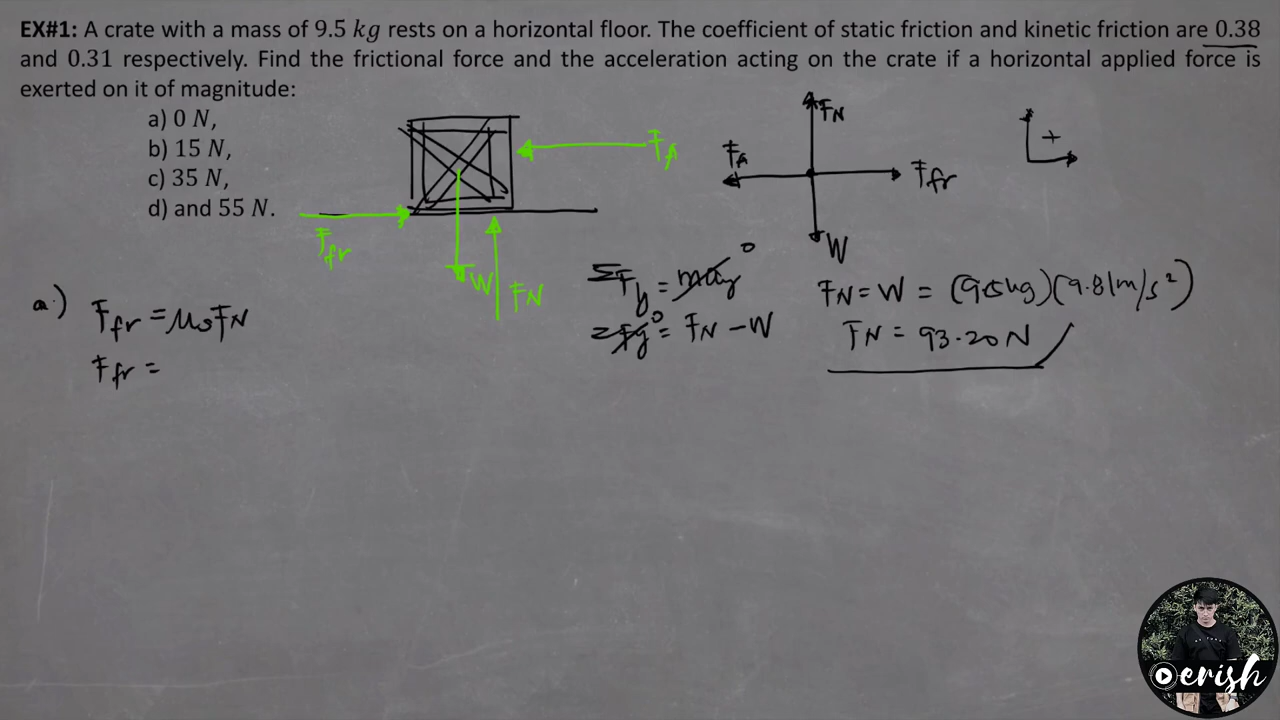 EX#1: A crate with a mass of 9.5 kg rests on a horizontal floor. The coefficient of static friction and kinetic friction are 0.38
and 0.31 respectively. Find the frictional force and the acceleration acting on the crate if a horizontal applied force is
exerted on it of magnitude:
a) 0 N,
b) 15 N,
c) 35 N,
d) and 55 N.
FA
Ffr
W
FN
FN
FA
Ffr
W
+
ΣFy = may 0
ΣFy 0 = FN - W
FN = W = (9.5kg)(9.81m/s²)
FN = 93.20 N
a.) Ffr = μsFN
Ffr =
erish